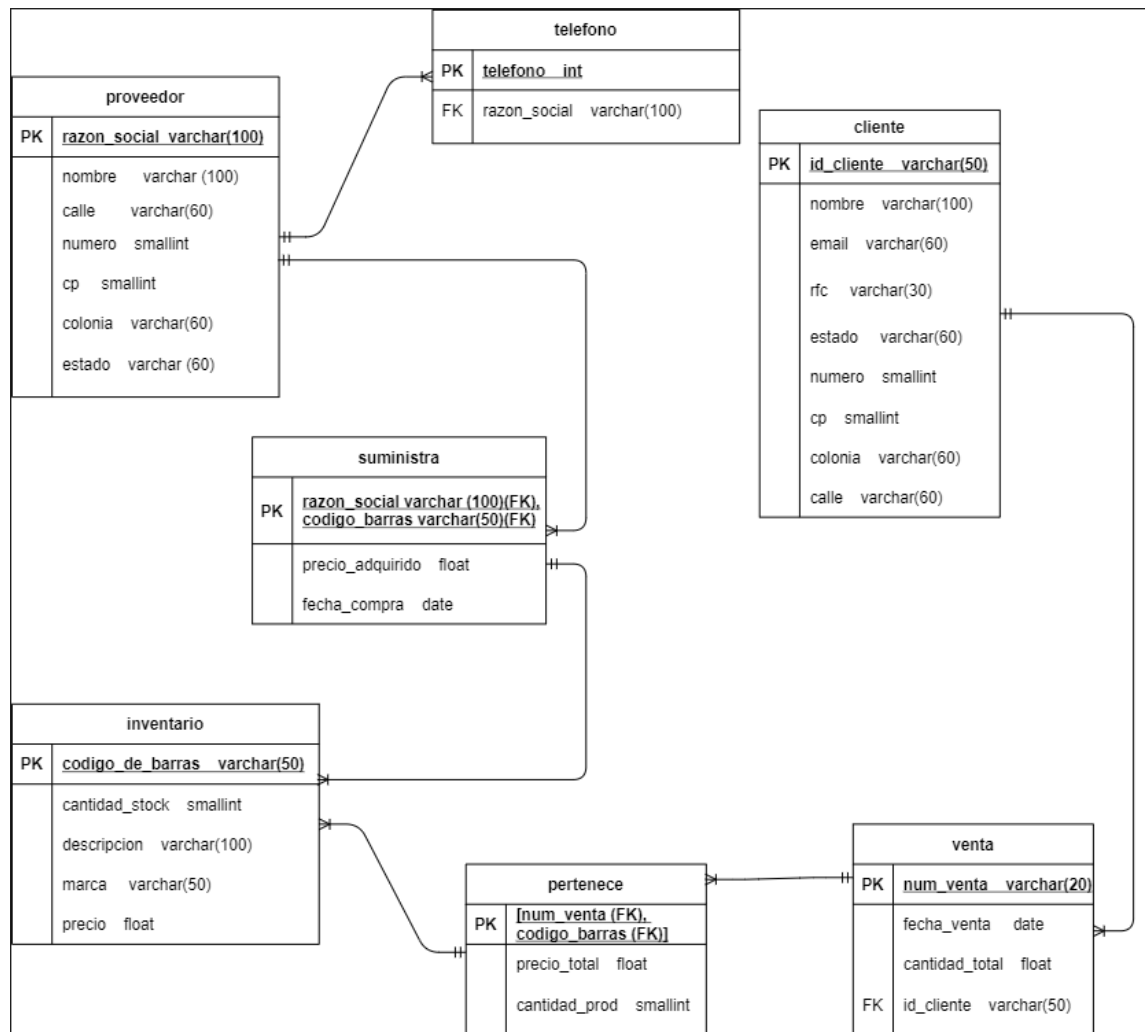 telefono
PK telefono int
FK razon_social varchar(100)
proveedor
PK razon_social varchar(100)
nombre varchar (100)
calle varchar(60)
numero smallint
cp smallint
colonia varchar(60)
estado varchar (60)
cliente
PK id_cliente varchar(50)
nombre varchar(100)
email varchar(60)
rfc varchar(30)
estado varchar(60)
numero smallint
cp smallint
colonia varchar(60)
calle varchar(60)
suministra
PK razon_social varchar (100)(FK),
codigo_barras varchar(50)(FK)
precio_adquirido float
fecha_compra date
inventario
PK codigo_de_barras varchar(50)
cantidad_stock smallint
descripcion varchar(100)
marca varchar(50)
precio float
pertenece
PK [num_venta (FK),
codigo_barras (FK)]
precio_total float
cantidad_prod smallint
venta
PK num_venta varchar(20)
fecha_venta date
cantidad_total float
FK id_cliente varchar(50)